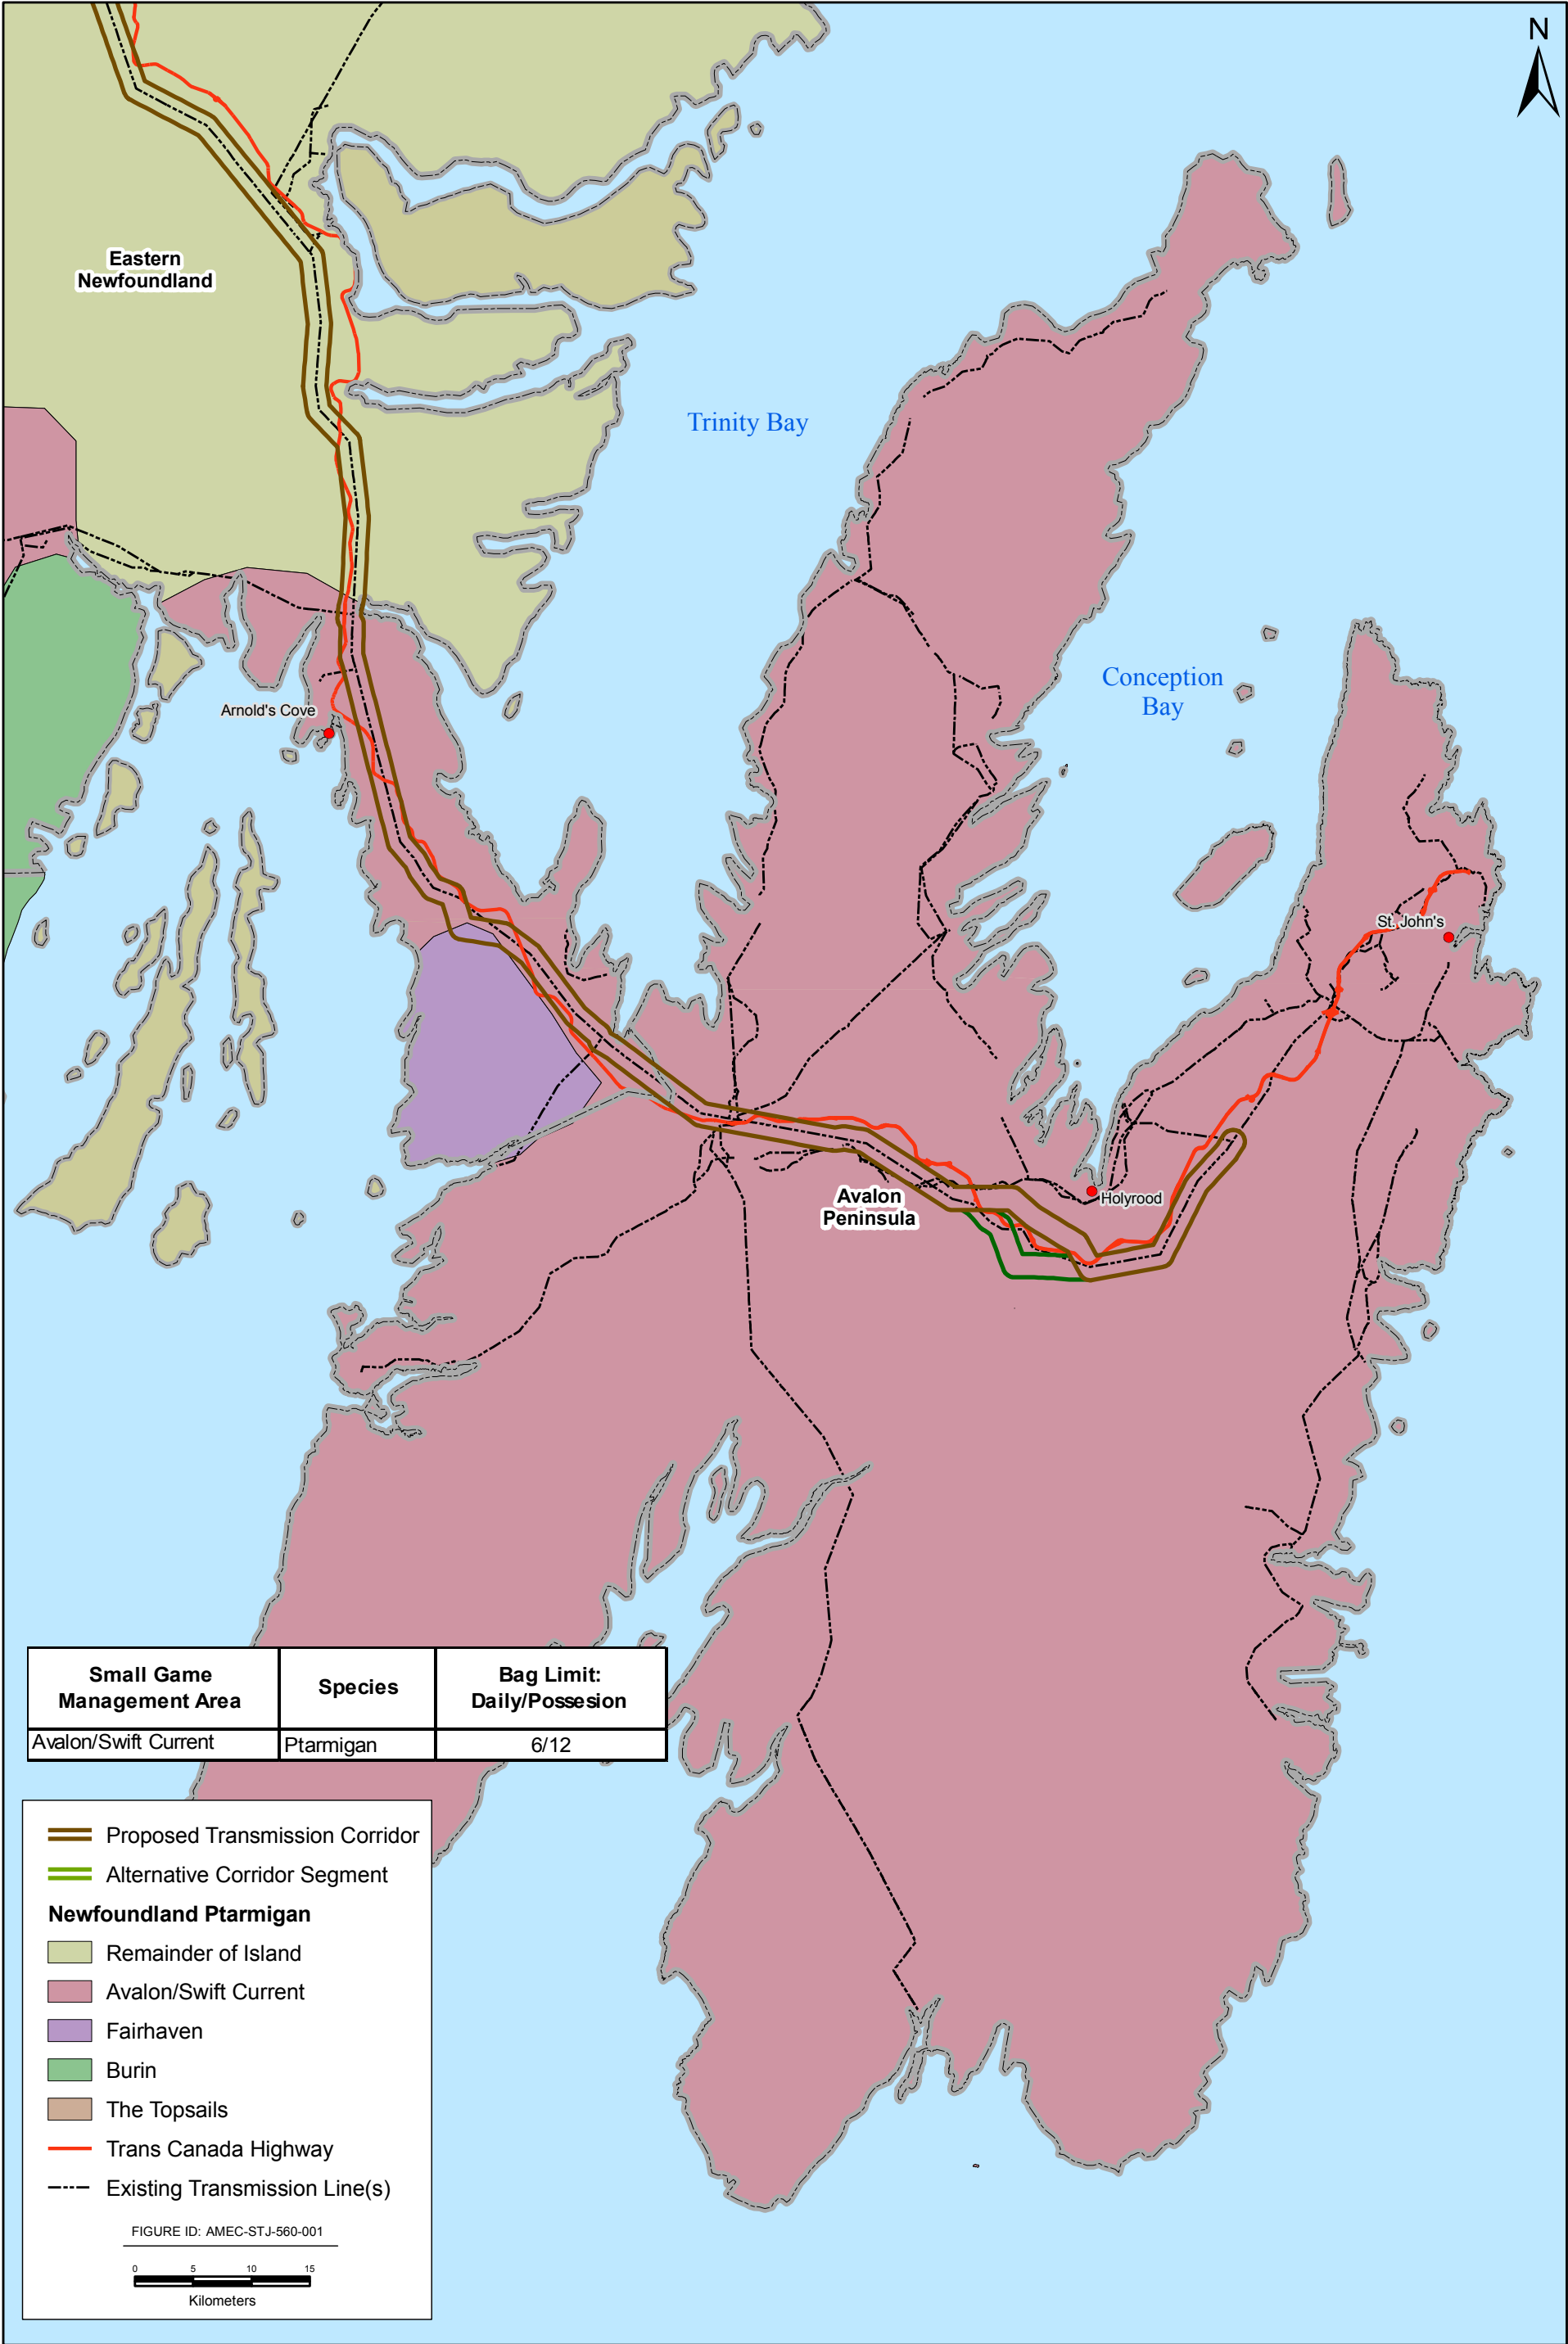 N
Eastern
Newfoundland
Trinity Bay
Conception
Bay
Arnold's Cove
St. John's
Avalon
Peninsula
Holyrood
Small Game
Management Area
Species
Bag Limit:
Daily/Possesion
Avalon/Swift Current
Ptarmigan
6/12
Proposed Transmission Corridor
Alternative Corridor Segment
Newfoundland Ptarmigan
Remainder of Island
Avalon/Swift Current
Fairhaven
Burin
The Topsails
Trans Canada Highway
Existing Transmission Line(s)
FIGURE ID: AMEC-STJ-560-001
0 5 10 15
Kilometers